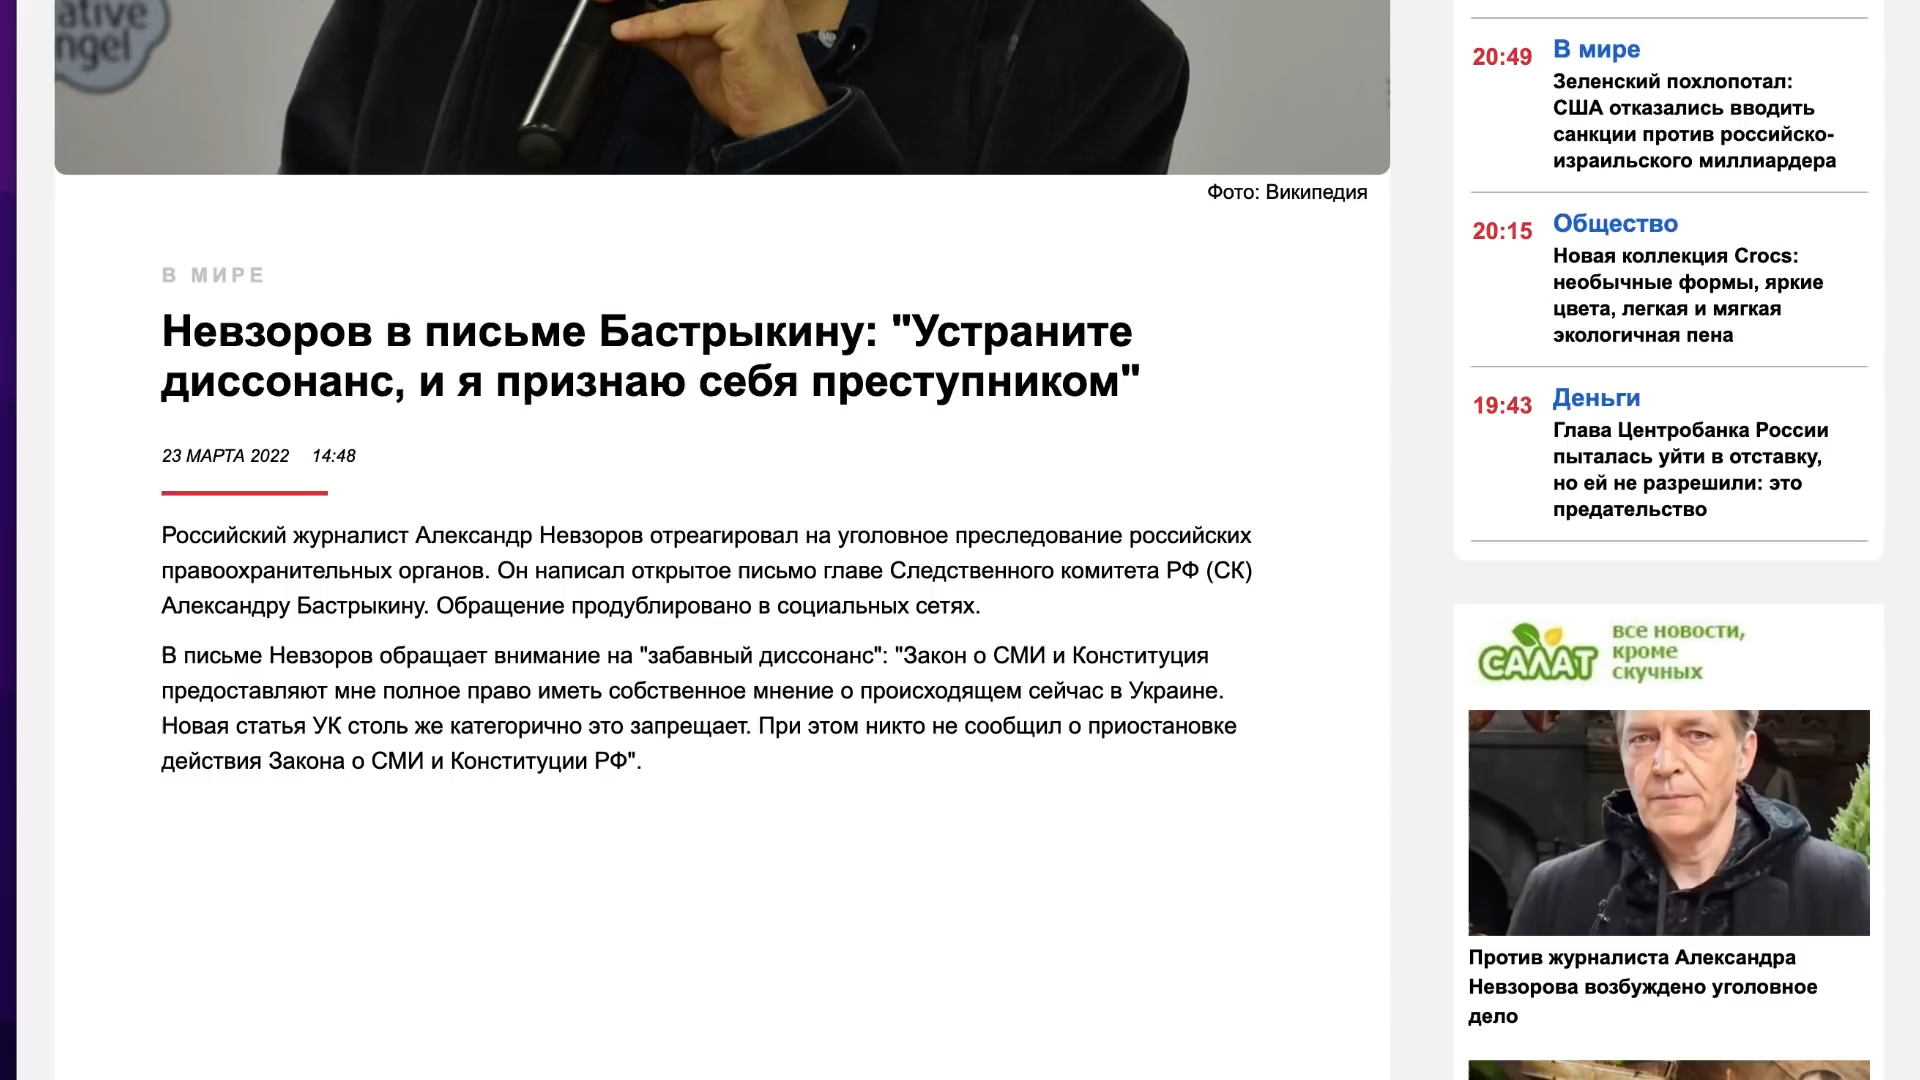 ative
ngel
Фото: Википедия
В МИРЕ
Невзоров в письме Бастрыкину: "Устраните
диссонанс, и я признаю себя преступником"
23 МАРТА 2022 14:48
Российский журналист Александр Невзоров отреагировал на уголовное преследование российских
правоохранительных органов. Он написал открытое письмо главе Следственного комитета РФ (СК)
Александру Бастрыкину. Обращение продублировано в социальных сетях.
В письме Невзоров обращает внимание на "забавный диссонанс": "Закон о СМИ и Конституция
предоставляют мне полное право иметь собственное мнение о происходящем сейчас в Украине.
Новая статья УК столь же категорично это запрещает. При этом никто не сообщил о приостановке
действия Закона о СМИ и Конституции РФ".
20:49 В мире
Зеленский похлопотал:
США отказались вводить
санкции против российско-
израильского миллиардера
20:15 Общество
Новая коллекция Crocs:
необычные формы, яркие
цвета, легкая и мягкая
экологичная пена
19:43 Деньги
Глава Центробанка России
пыталась уйти в отставку,
но ей не разрешили: это
предательство
САЛАТ
все новости,
кроме
скучных
Против журналиста Александра
Невзорова возбуждено уголовное
дело